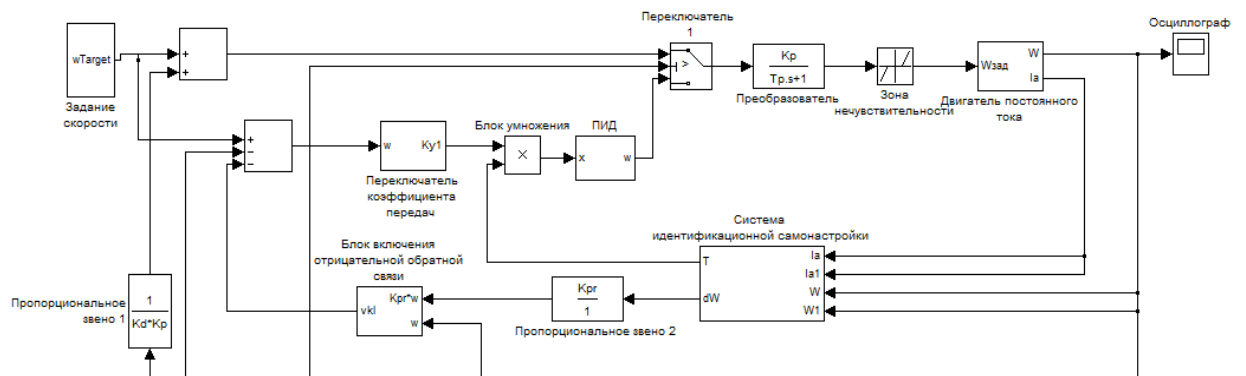 Переключатель
1
Осциллограф
wTarget
+
+
>
Kp
Tp.s+1
Wзад
W
Ia
Задание
скорости
Преобразователь
Зона
нечувствительности
Двигатель постоянного
тока
Блок умножения
ПИД
+
−
−
w
Ky1
×
x
w
Переключатель
коэффициента
передач
Система
идентификационной самонастройки
Блок включения
отрицательной обратной
связи
T
dW
Ia
Ia1
W
W1
Пропорциональное
звено 1
1
Kd*Kp
Kpr*w
vkl
w
Kpr
1
Пропорциональное звено 2